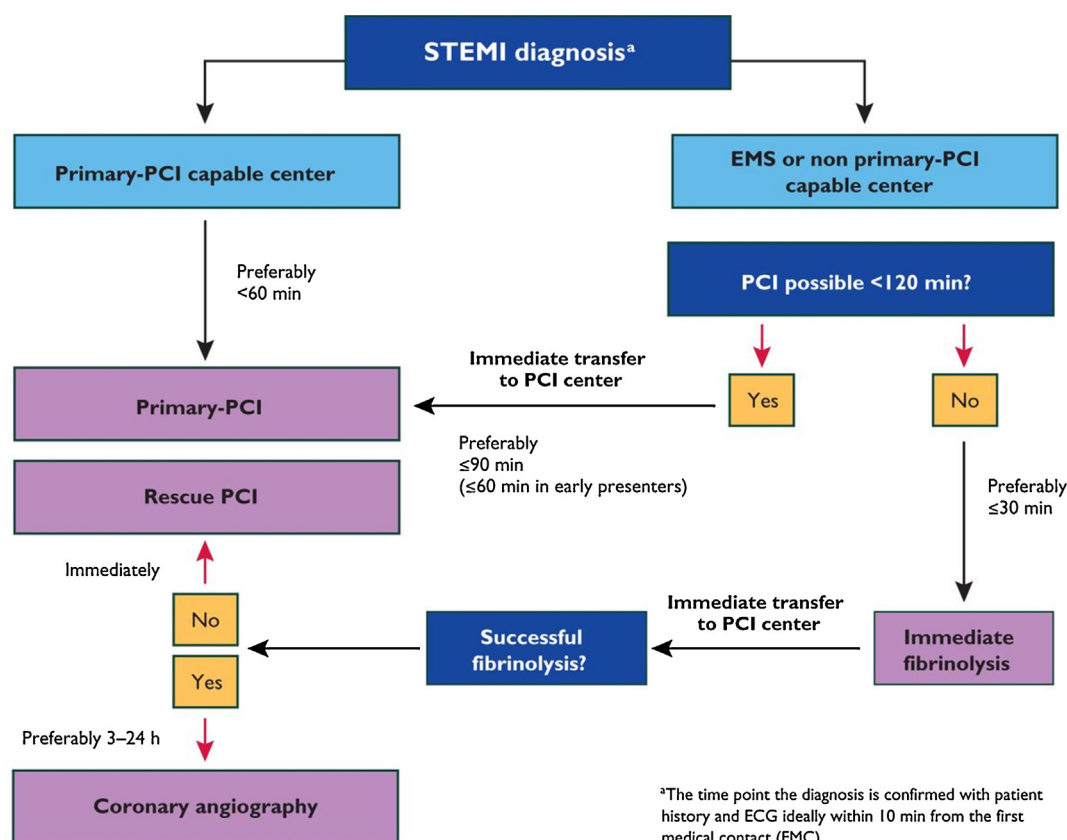 STEMI diagnosisᵃ
Primary-PCI capable center
EMS or non primary-PCI
capable center
Preferably
<60 min
PCI possible <120 min?
Immediate transfer
to PCI center
Yes
No
Primary-PCI
Preferably
≤90 min
(≤60 min in early presenters)
Preferably
≤30 min
Rescue PCI
Immediately
No
Yes
Successful
fibrinolysis?
Immediate transfer
to PCI center
Immediate
fibrinolysis
Preferably 3–24 h
Coronary angiography
ᵃThe time point the diagnosis is confirmed with patient
history and ECG ideally within 10 min from the first
medical contact (FMC)